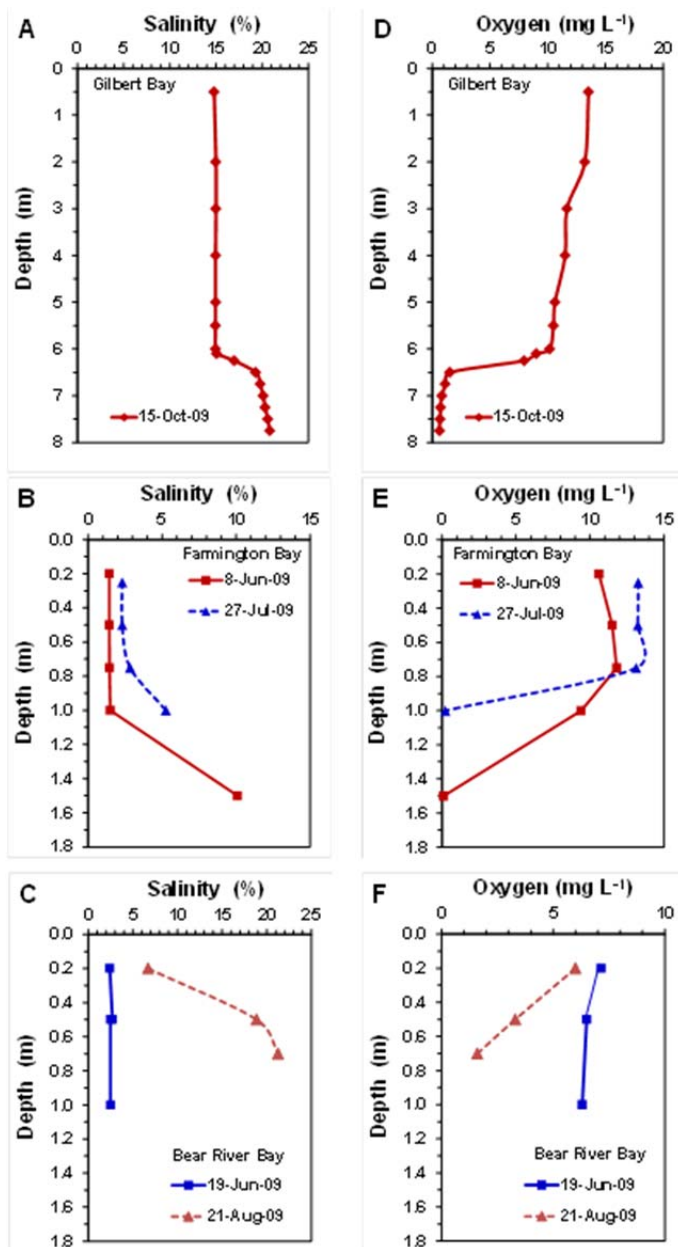 A
Salinity (%)
0 5 10 15 20 25
0
1
2
3
4
5
6
7
8
Depth (m)
Gilbert Bay
15-Oct-09
D
Oxygen (mg L⁻¹)
0 5 10 15 20
0
1
2
3
4
5
6
7
8
Depth (m)
Gilbert Bay
15-Oct-09
B
Salinity (%)
0 5 10 15
0.0
0.2
0.4
0.6
0.8
1.0
1.2
1.4
1.6
1.8
Depth (m)
Farmington Bay
8-Jun-09
27-Jul-09
E
Oxygen (mg L⁻¹)
0 5 10 15
0.0
0.2
0.4
0.6
0.8
1.0
1.2
1.4
1.6
1.8
Depth (m)
Farmington Bay
8-Jun-09
27-Jul-09
C
Salinity (%)
0 5 10 15 20 25
0.0
0.2
0.4
0.6
0.8
1.0
1.2
1.4
1.6
1.8
Depth (m)
Bear River Bay
19-Jun-09
21-Aug-09
F
Oxygen (mg L⁻¹)
0 5 10
0.0
0.2
0.4
0.6
0.8
1.0
1.2
1.4
1.6
1.8
Depth (m)
Bear River Bay
19-Jun-09
21-Aug-09